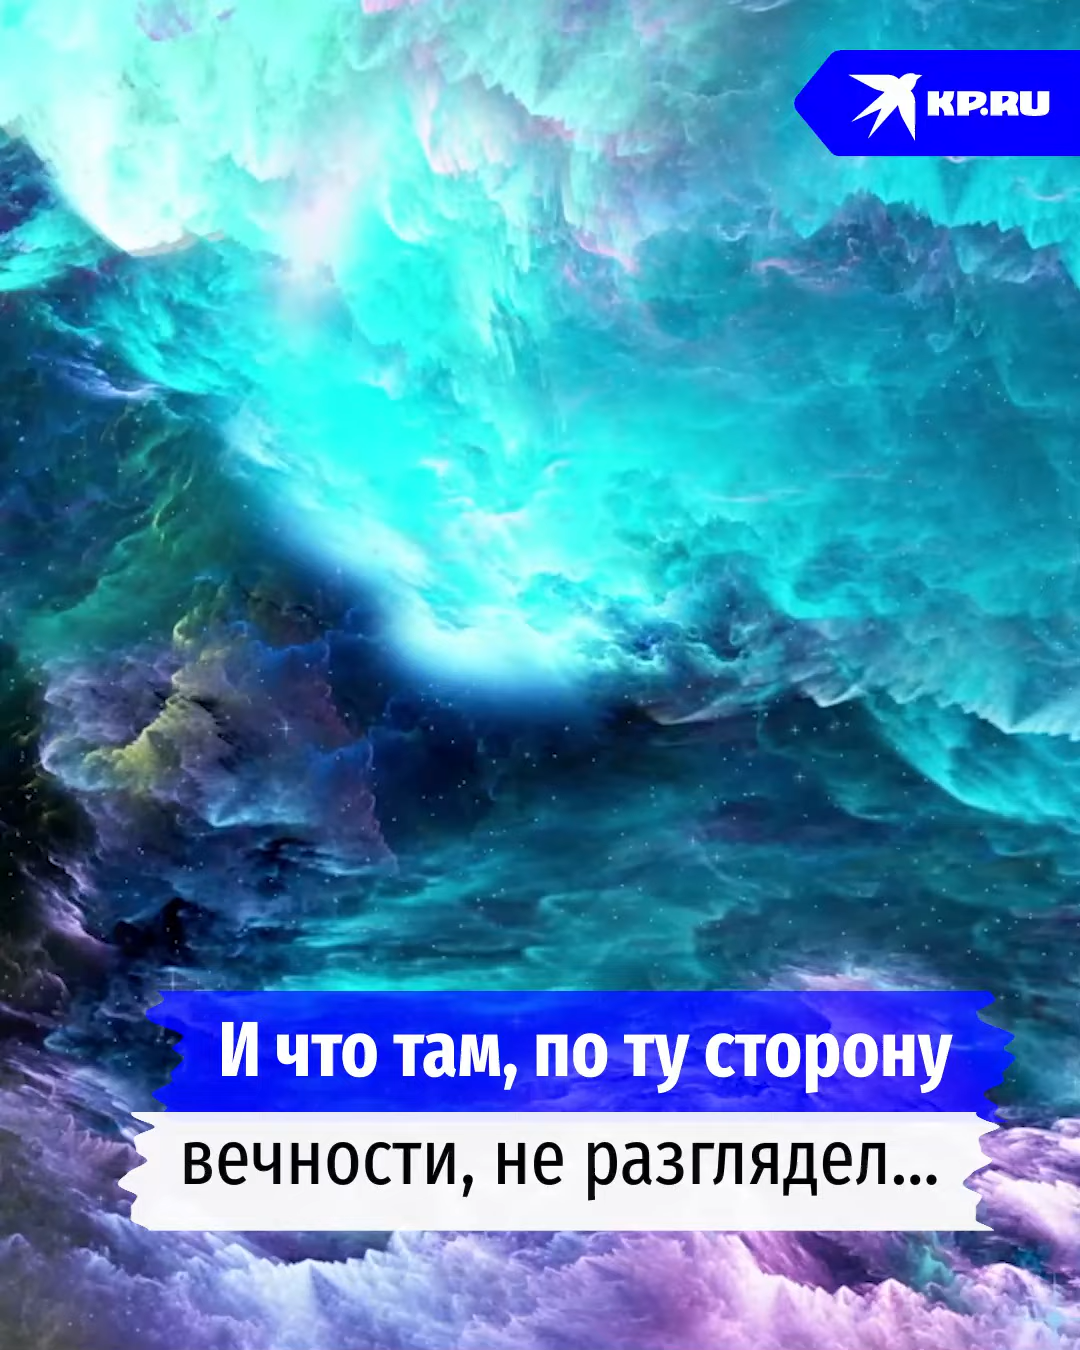 KP.RU
И что там, по ту сторону
вечности, не разглядел...